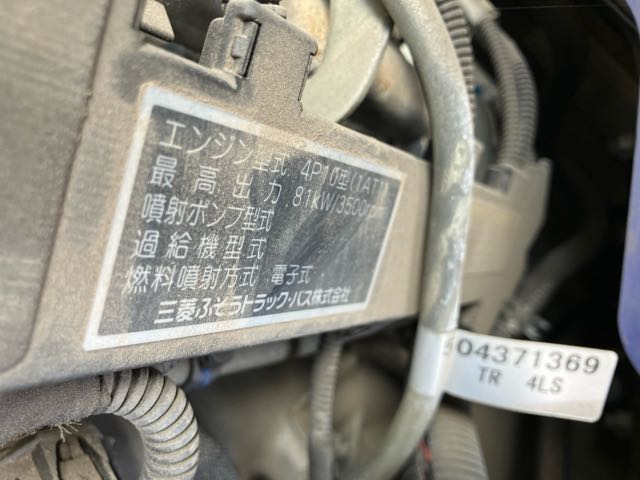 エンジン型式 4P10型(1AT1)
最高出力 81kW/3500rpm
噴射ポンプ型式
過給機型式
燃料噴射方式 電子式
三菱ふそうトラック・バス株式会社
04371369
TR 4LS